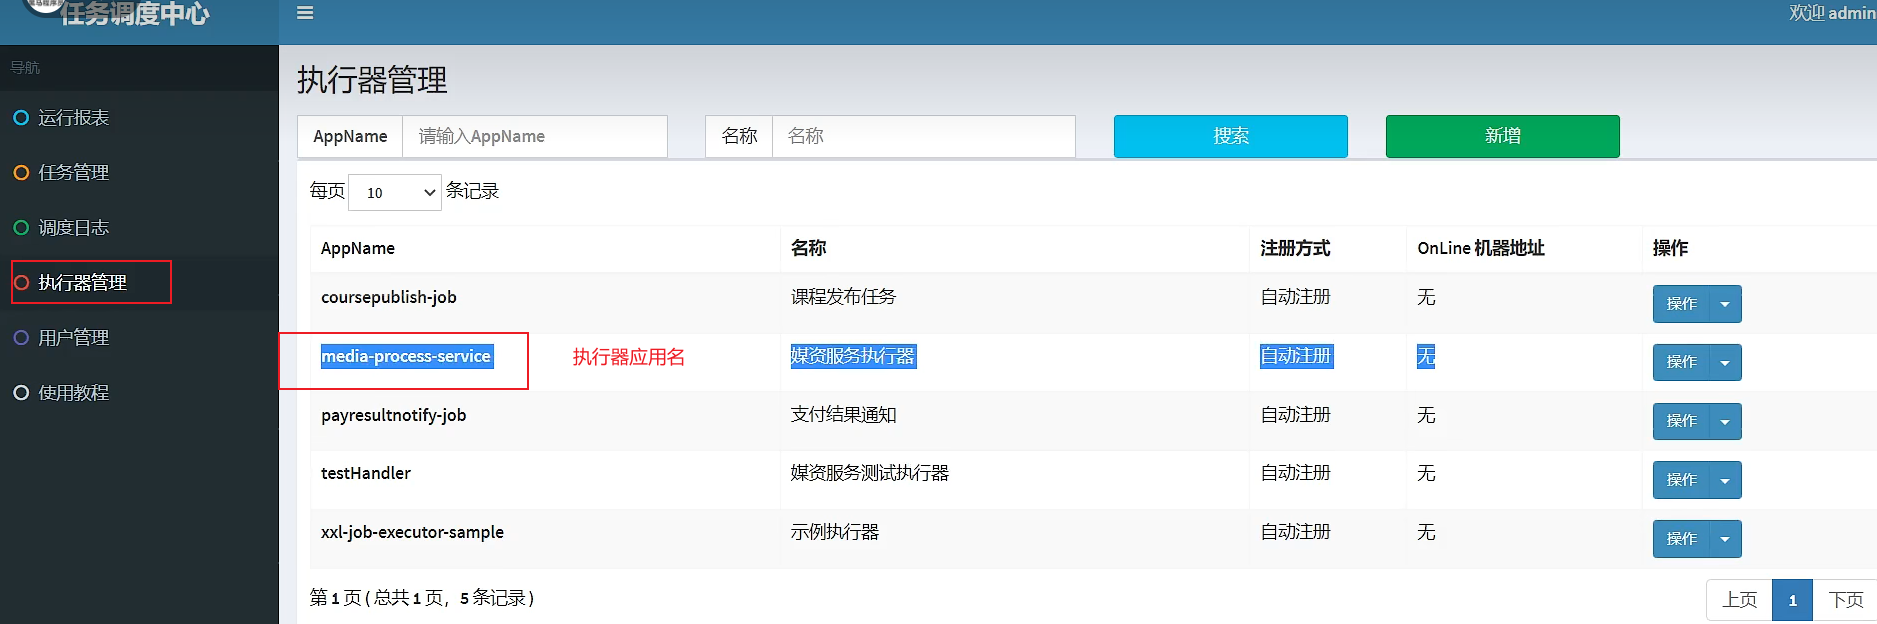 任务调度中心
欢迎 admin
导航
运行报表
任务管理
调度日志
执行器管理
用户管理
使用教程
执行器管理
AppName 请输入AppName 名称 名称 搜索 新增
每页 10 条记录
AppName 名称 注册方式 OnLine 机器地址 操作
coursepublish-job 课程发布任务 自动注册 无 操作
media-process-service 执行器应用名 媒资服务执行器 自动注册 无 操作
payresultnotify-job 支付结果通知 自动注册 无 操作
testHandler 媒资服务测试执行器 自动注册 无 操作
xxl-job-executor-sample 示例执行器 自动注册 无 操作
第 1 页 ( 总共 1 页，5 条记录 )
上页 1 下页